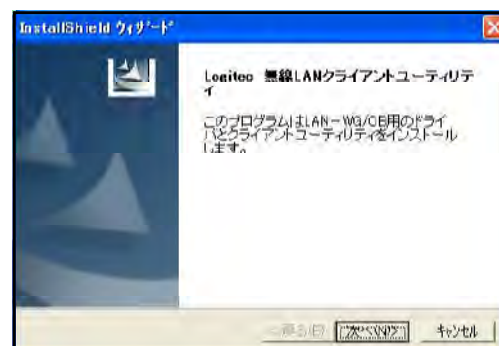 InstallShield ウィザード
Logitec 無線LANクライアントユーティリテ
ィ
このプログラムはLAN-WG/CB用のドライ
バとクライアントユーティリティをインストール
します。
< 戻る(B) 次へ(N)> キャンセル